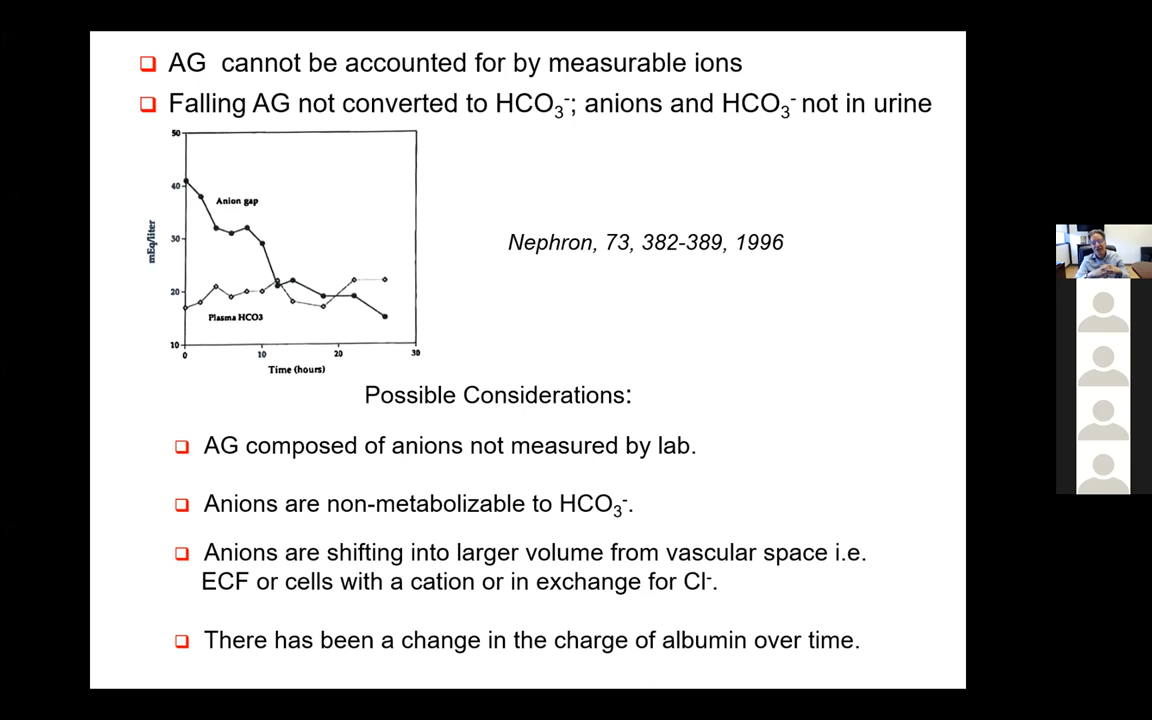 AG cannot be accounted for by measurable ions
Falling AG not converted to HCO3-; anions and HCO3- not in urine
50
40
30
20
10
mEq/liter
Anion gap
Plasma HCO3
0 10 20 30
Time (hours)
Nephron, 73, 382-389, 1996
Possible Considerations:
AG composed of anions not measured by lab.
Anions are non-metabolizable to HCO3-.
Anions are shifting into larger volume from vascular space i.e.
ECF or cells with a cation or in exchange for Cl-.
There has been a change in the charge of albumin over time.